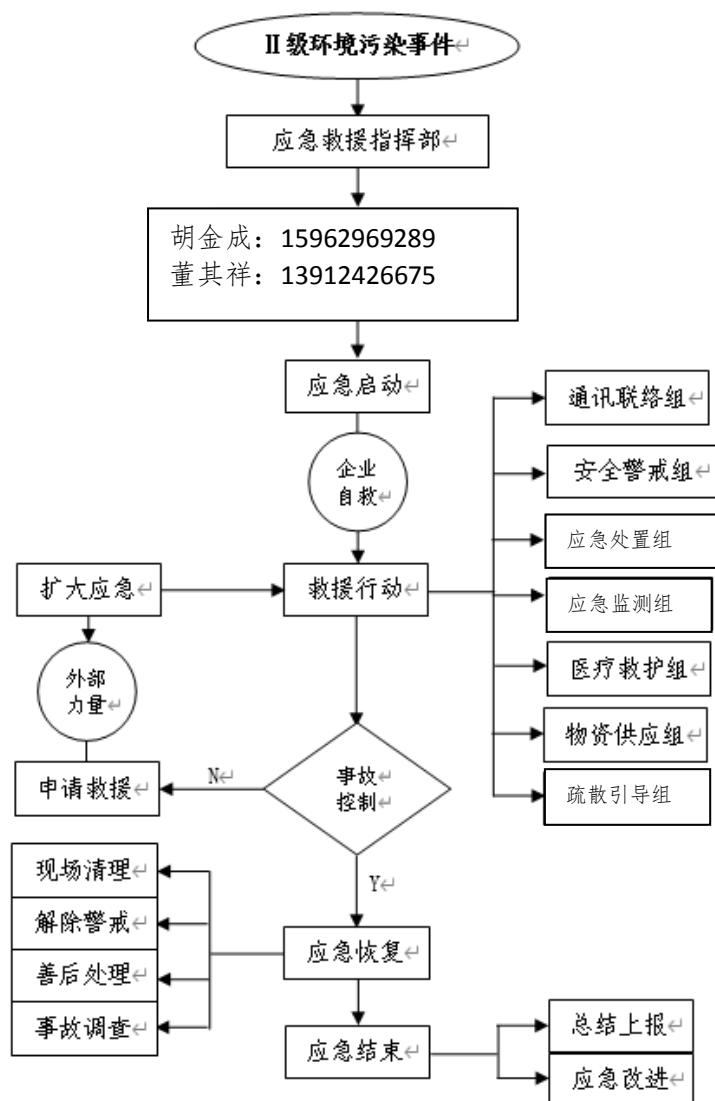 II级环境污染事件
应急救援指挥部
胡金成：15962969289
董其祥：13912426675
应急启动
企业
自救
通讯联络组
安全警戒组
应急处置组
扩大应急
救援行动
应急监测组
外部
力量
医疗救护组
物资供应组
申请救援
N
事故
控制
疏散引导组
现场清理
Y
解除警戒
应急恢复
善后处理
事故调查
应急结束
总结上报
应急改进